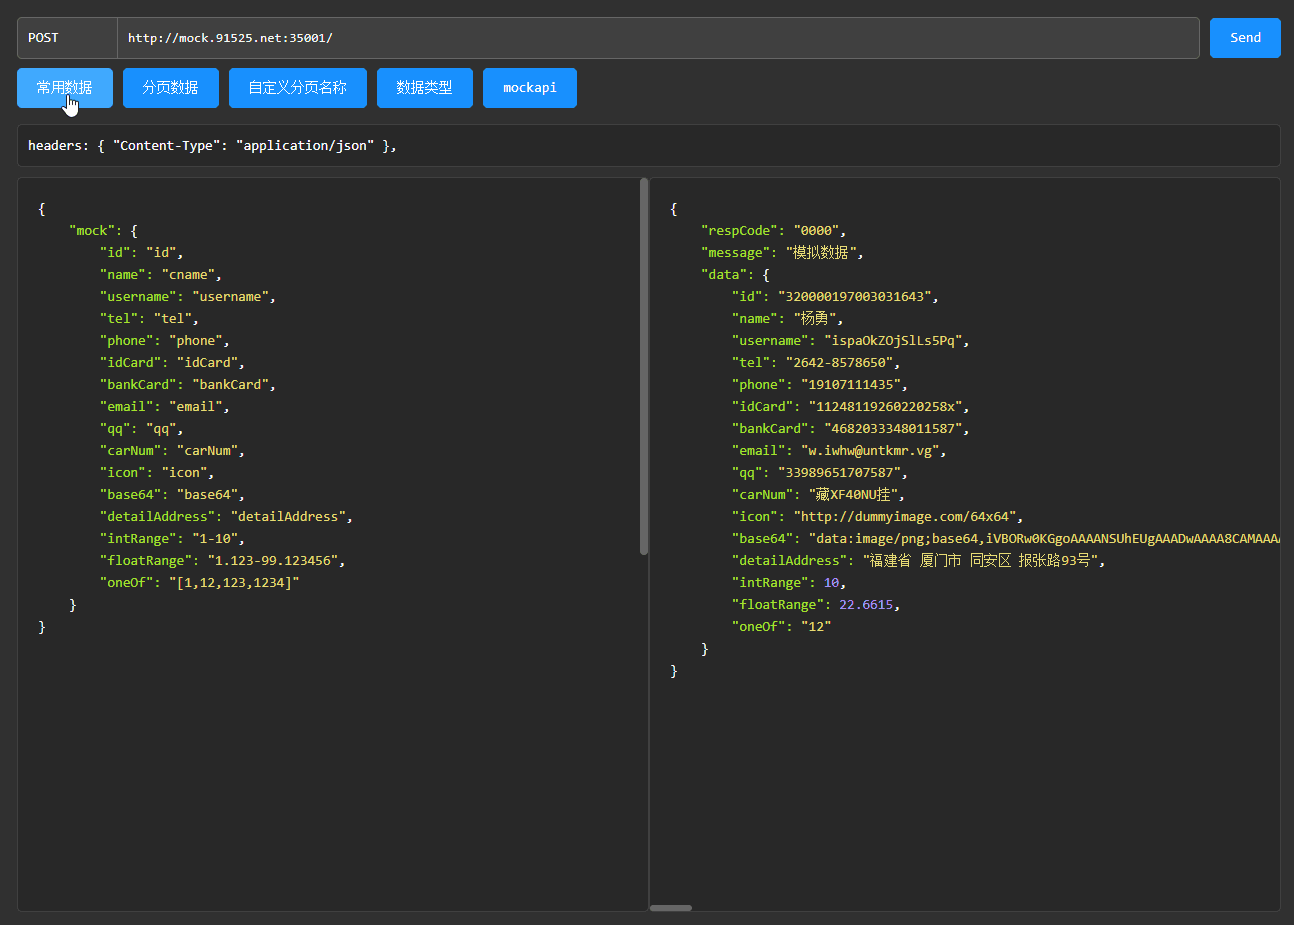 POST http://mock.91525.net:35001/ Send
常用数据 分页数据 自定义分页名称 数据类型 mockapi
headers: { "Content-Type": "application/json" },
{
"mock": {
"id": "id",
"name": "cname",
"username": "username",
"tel": "tel",
"phone": "phone",
"idCard": "idCard",
"bankCard": "bankCard",
"email": "email",
"qq": "qq",
"carNum": "carNum",
"icon": "icon",
"base64": "base64",
"detailAddress": "detailAddress",
"intRange": "1-10",
"floatRange": "1.123-99.123456",
"oneOf": "[1,12,123,1234]"
}
}
{
"respCode": "0000",
"message": "模拟数据",
"data": {
"id": "320000197003031643",
"name": "杨勇",
"username": "ispaOkZOjSlLs5Pq",
"tel": "2642-8578650",
"phone": "19107111435",
"idCard": "11248119260220258x",
"bankCard": "4682033348011587",
"email": "w.iwhw@untkmr.vg",
"qq": "33989651707587",
"carNum": "藏XF40NU挂",
"icon": "http://dummyimage.com/64x64",
"base64": "data:image/png;base64,iVBORw0KGgoAAAANSUhEUgAAADwAAAA8CAMAAA
"detailAddress": "福建省 厦门市 同安区 报张路93号",
"intRange": 10,
"floatRange": 22.6615,
"oneOf": "12"
}
}